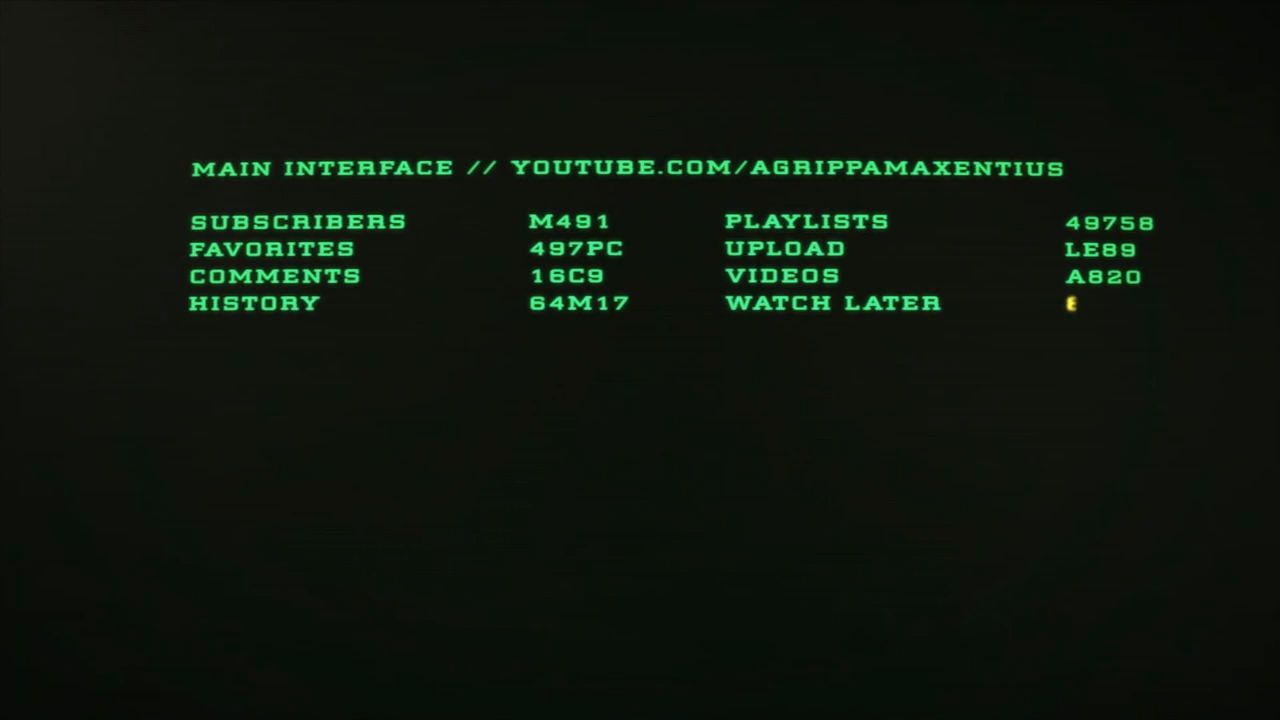 MAIN INTERFACE // YOUTUBE.COM/AGRIPPAMAXENTIUS
SUBSCRIBERS M491 PLAYLISTS 49758
FAVORITES 497PC UPLOAD LE89
COMMENTS 16C9 VIDEOS A820
HISTORY 64M17 WATCH LATER